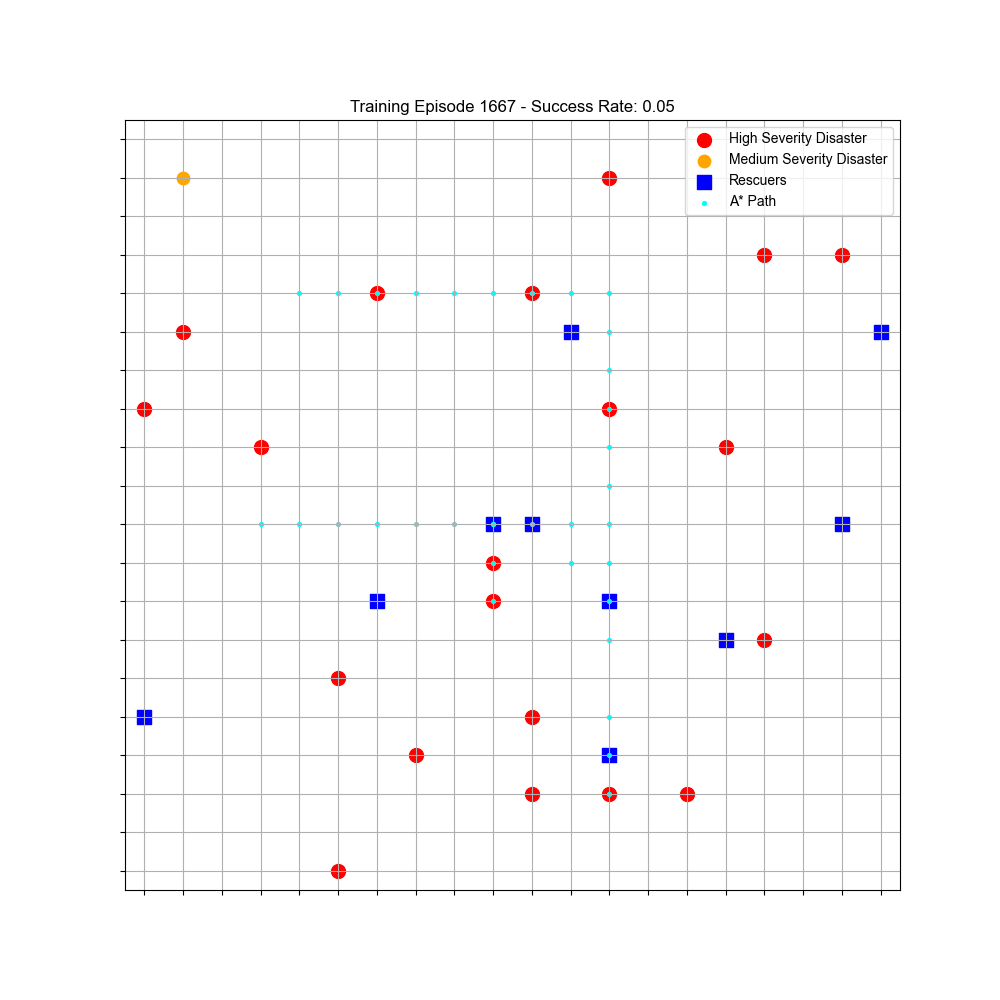 Training Episode 1667 - Success Rate: 0.05
High Severity Disaster
Medium Severity Disaster
Rescuers
A* Path